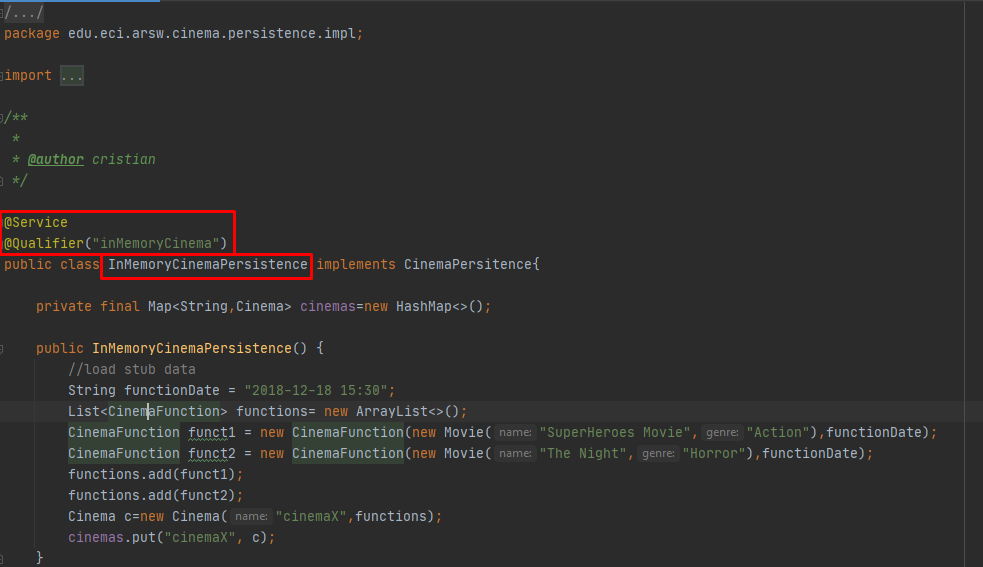 /.../
package edu.eci.arsw.cinema.persistence.impl;
import ...
/**
*
* @author cristian
*/
@Service
@Qualifier("inMemoryCinema")
public class InMemoryCinemaPersistence implements CinemaPersitence{
private final Map<String,Cinema> cinemas=new HashMap<>();
public InMemoryCinemaPersistence() {
//load stub data
String functionDate = "2018-12-18 15:30";
List<CinemaFunction> functions= new ArrayList<>();
CinemaFunction funct1 = new CinemaFunction(new Movie( name: "SuperHeroes Movie", genre: "Action"),functionDate);
CinemaFunction funct2 = new CinemaFunction(new Movie( name: "The Night", genre: "Horror"),functionDate);
functions.add(funct1);
functions.add(funct2);
Cinema c=new Cinema( name: "cinemaX",functions);
cinemas.put("cinemaX", c);
}